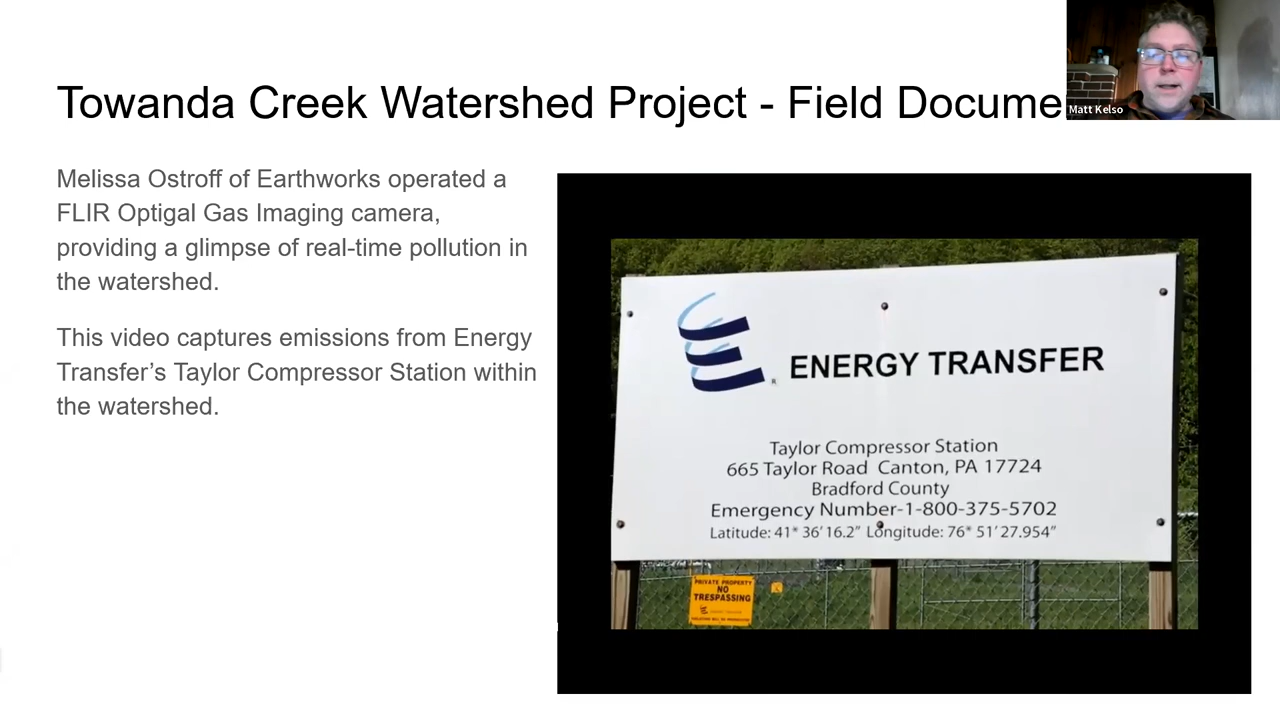 Towanda Creek Watershed Project - Field Docume
Matt Kelso
Melissa Ostroff of Earthworks operated a
FLIR Optigal Gas Imaging camera,
providing a glimpse of real-time pollution in
the watershed.
This video captures emissions from Energy
Transfer’s Taylor Compressor Station within
the watershed.
ENERGY TRANSFER
Taylor Compressor Station
665 Taylor Road Canton, PA 17724
Bradford County
Emergency Number-1-800-375-5702
Latitude: 41* 36' 16.2" Longitude: 76* 51' 27.954"
PRIVATE PROPERTY
NO
TRESPASSING